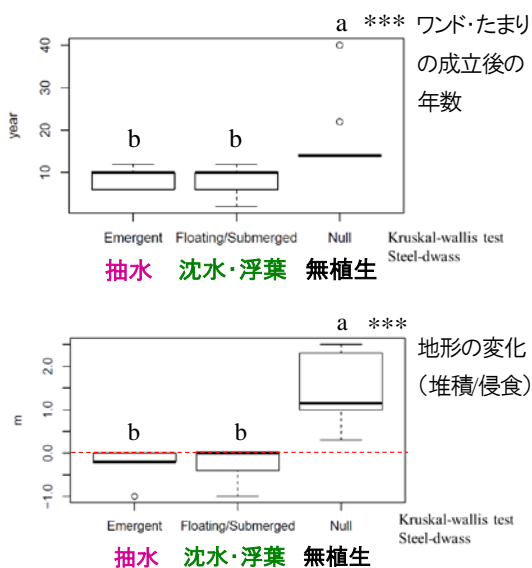 a *** ワンド・たまり
の成立後の
年数
40
30
20
10
year
b b
Emergent Floating/Submerged Null
Kruskal-wallis test
Steel-dwass
抽水 沈水・浮葉 無植生
a *** 地形の変化
（堆積/侵食）
2.0
1.0
0.0
-1.0
m
b b
Emergent Floating/Submerged Null
Kruskal-wallis test
Steel-dwass
抽水 沈水・浮葉 無植生